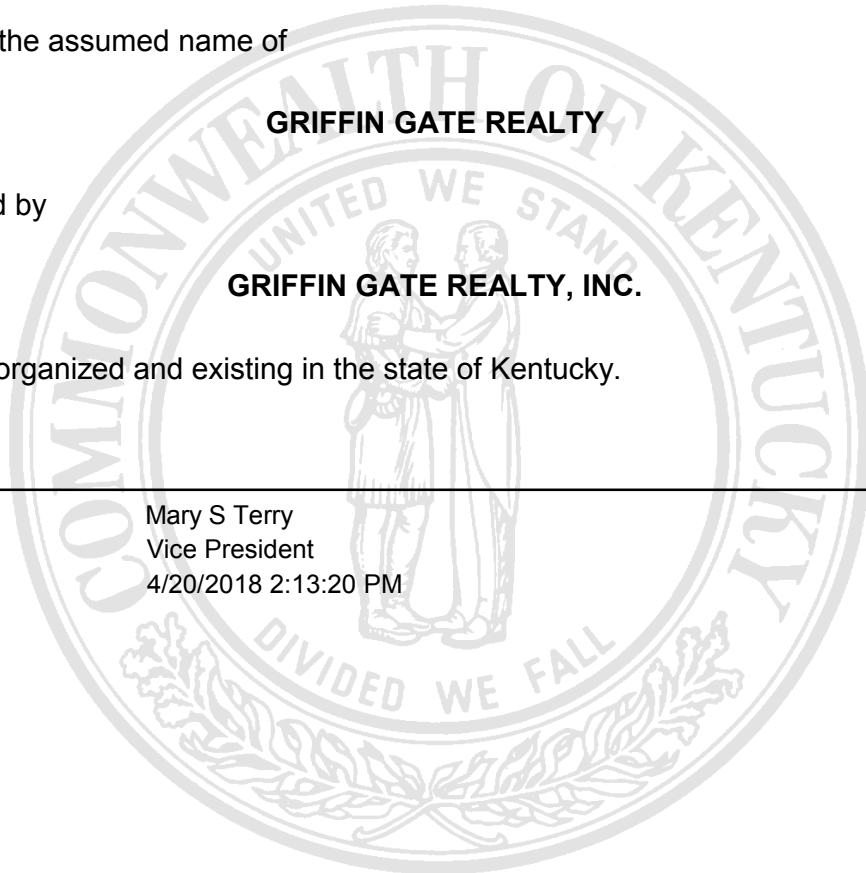 the assumed name of
GRIFFIN GATE REALTY
d by
GRIFFIN GATE REALTY, INC.
organized and existing in the state of Kentucky.
Mary S Terry
Vice President
4/20/2018 2:13:20 PM
COMMONWEALTH OF KENTUCKY
UNITED WE STAND
DIVIDED WE FALL